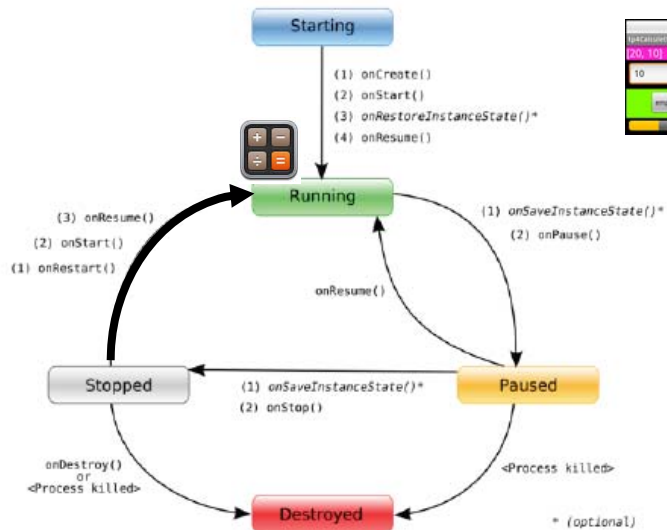 Starting
[20, 10]
10
(1) onCreate()
(2) onStart()
(3) onRestoreInstanceState()*
(4) onResume()
+ −
÷ =
Running
(3) onResume()
(2) onStart()
(1) onRestart()
(1) onSaveInstanceState()*
(2) onPause()
onResume()
Stopped
(1) onSaveInstanceState()*
(2) onStop()
Paused
onDestroy()
or
<Process killed>
<Process killed>
Destroyed
* (optional)